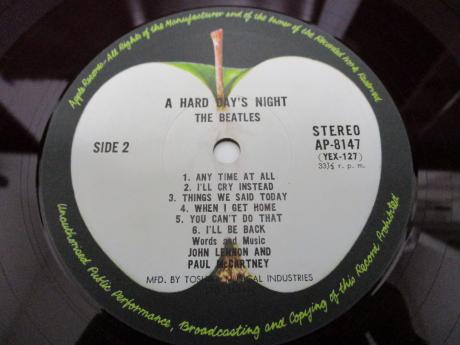 Apple Records. All Rights of the Manufacturer and of the Owner of the Recorded Work Reserved
A HARD DAY'S NIGHT
THE BEATLES
SIDE 2
STEREO
AP-8147
(YEX-127)
33⅓ r. p. m.
1. ANY TIME AT ALL
2. I'LL CRY INSTEAD
3. THINGS WE SAID TODAY
4. WHEN I GET HOME
5. YOU CAN'T DO THAT
6. I'LL BE BACK
Words and Music
JOHN LENNON AND
PAUL McCARTNEY
MFD. BY TOSHIBA MUSICAL INDUSTRIES
Unauthorized Public Performance, Broadcasting and Copying of this Record Prohibited